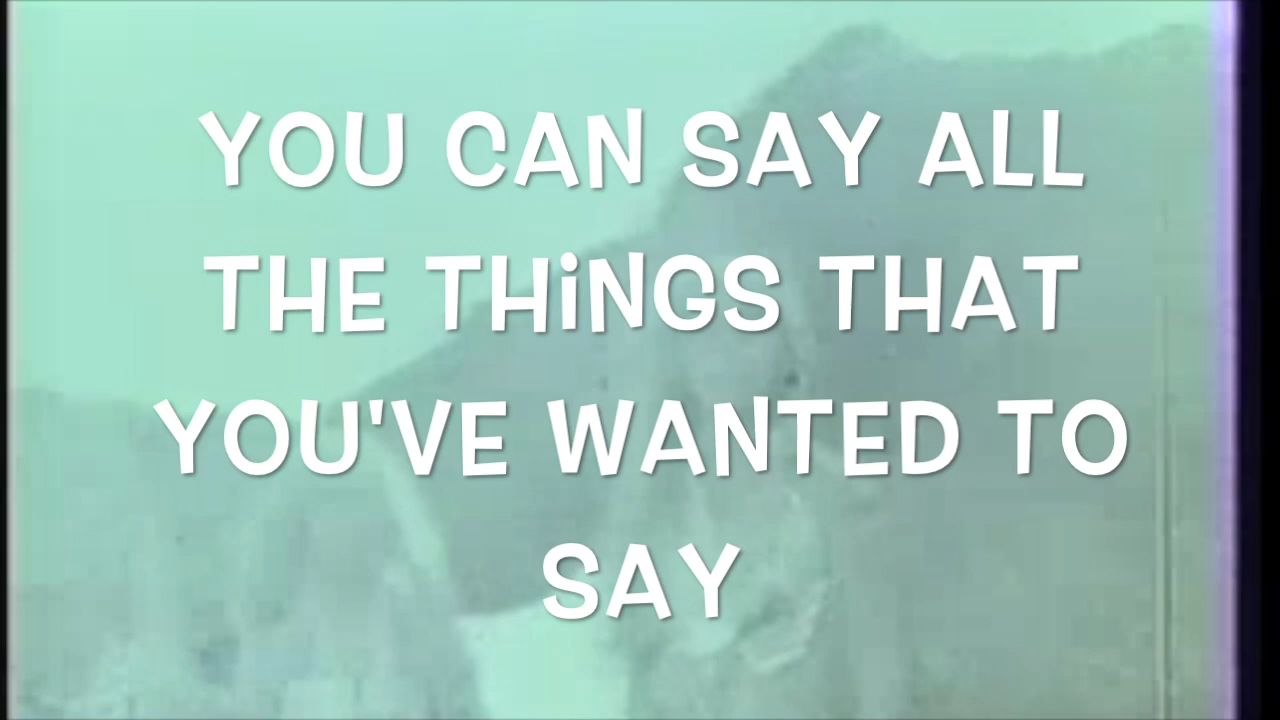 YOU CAN SAY ALL
THE THiNGS THAT
YOU'VE WANTED TO
SAY